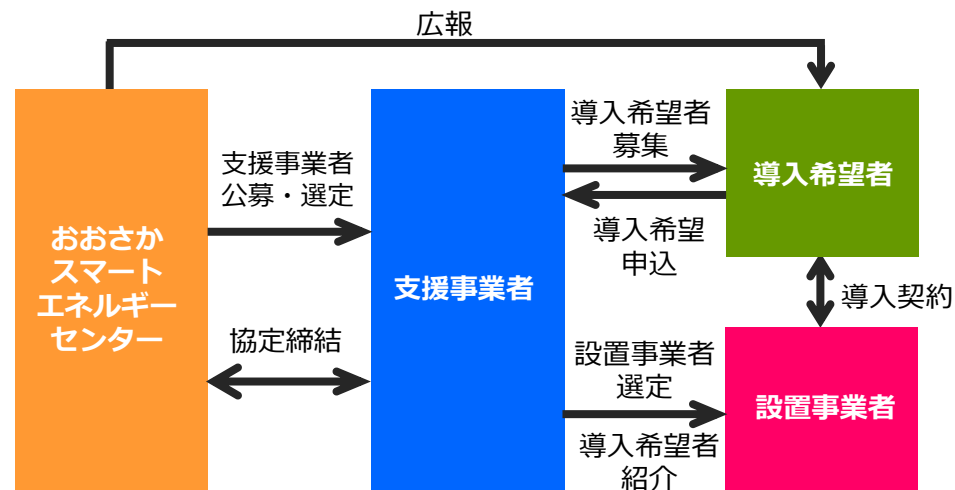 広報
おおさか
スマート
エネルギー
センター
支援事業者
公募・選定
協定締結
支援事業者
導入希望者
募集
導入希望
申込
設置事業者
選定
導入希望者
紹介
導入希望者
導入契約
設置事業者